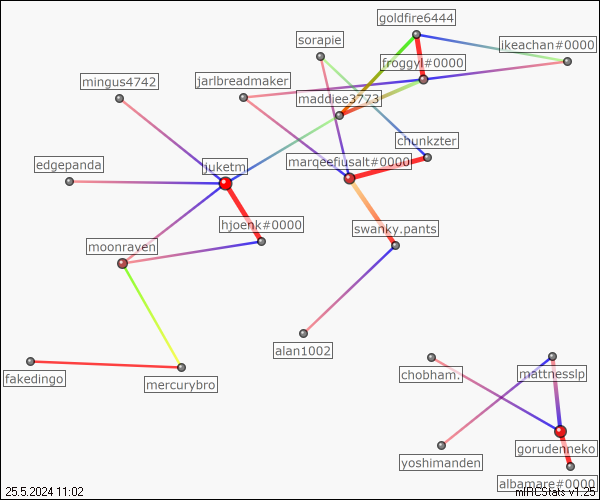 goldfire6444
sorapie
ikeachan#0000
froggyl#0000
mingus4742
jarlbreadmaker
maddiee3773
chunkzter
edgepanda
juketm
marqeefiusalt#0000
hjoenk#0000
swanky.pants
moonraven
alan1002
fakedingo
mercurybro
chobham.
mattnesslp
gorudenneko
yoshimanden
albamare#0000
25.5.2024 11:02
mIRCStats v1.25